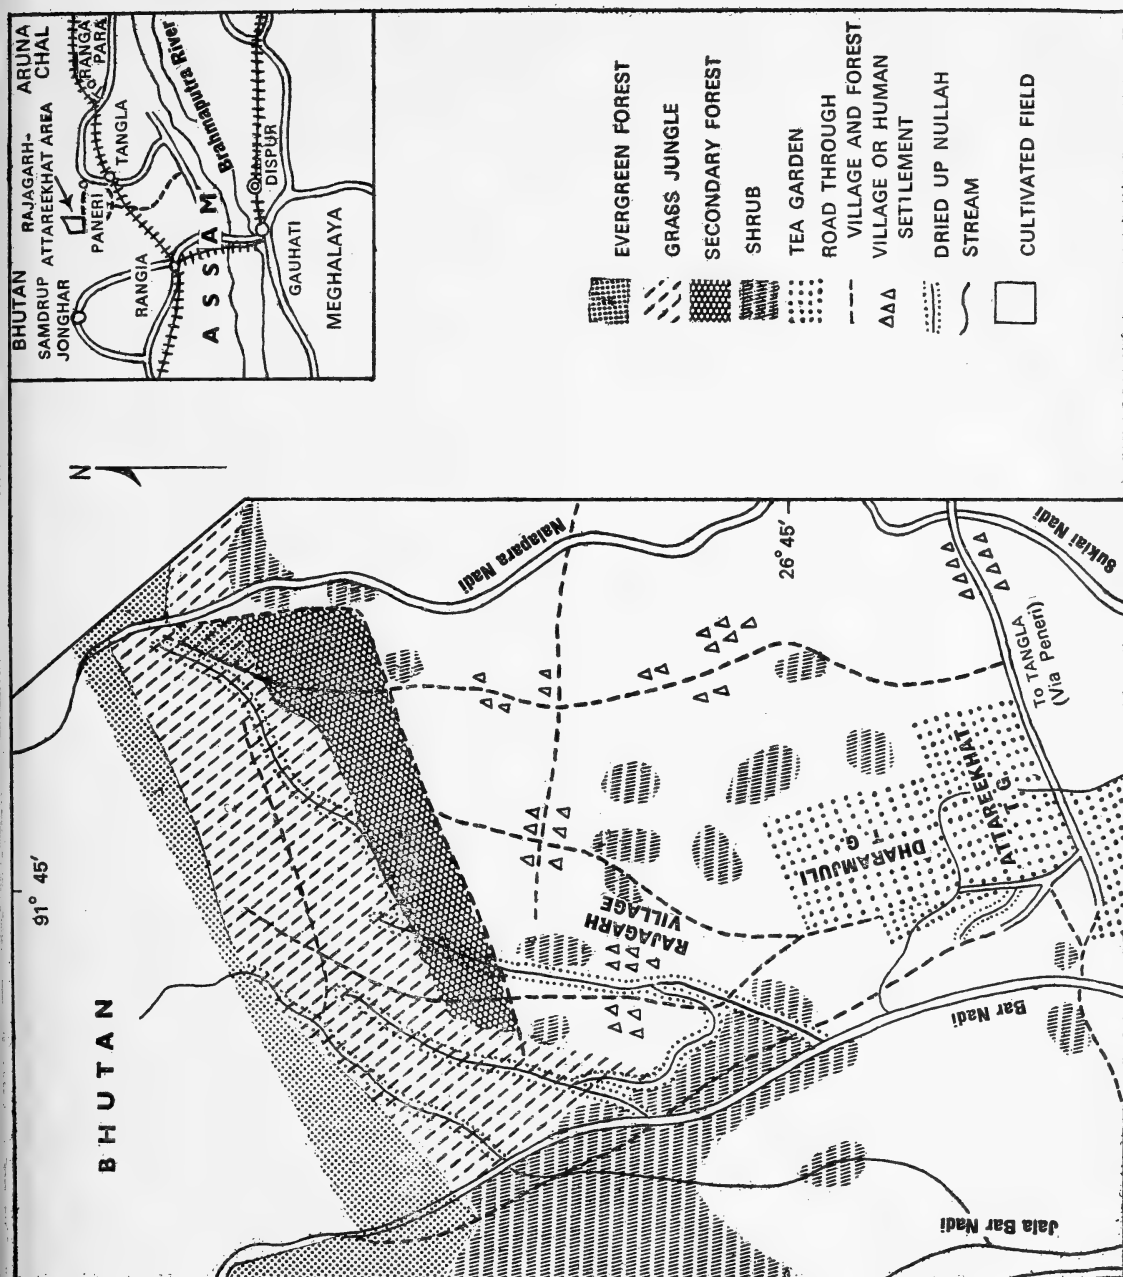 BHUTAN
SAMDRUP
JONGHAR
RAJAGARH-
ATTAREEKHAT AREA
ARUNA
CHAL
RANGA
PARA
TANGLA
PANERI
RANGIA
ASSAM
Brahmaputra River
DISPUR
GAUHATI
MEGHALAYA
N
EVERGREEN FOREST
GRASS JUNGLE
SECONDARY FOREST
SHRUB
TEA GARDEN
ROAD THROUGH
VILLAGE AND FOREST
VILLAGE OR HUMAN
SETTLEMENT
DRIED UP NULLAH
STREAM
CULTIVATED FIELD
91° 45′
BHUTAN
Nalapara Nadi
26° 45′
Suklai Nadi
To TANGLA
(Via Peneri)
RAJAGARH
VILLAGE
DHARAMJULI
T. G.
ATTAREEKHAT
T. G.
Bar Nadi
Jala Bar Nadi